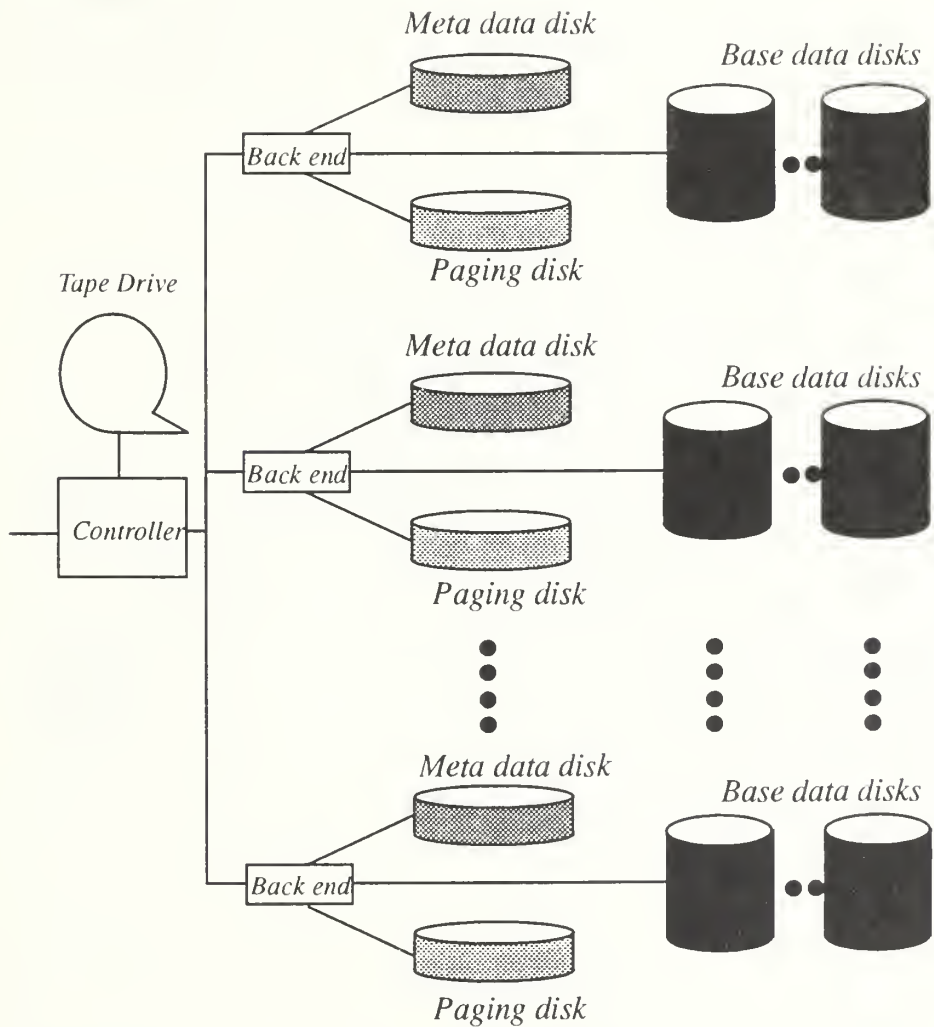 Meta data disk
Base data disks
Back end
Paging disk
Tape Drive
Meta data disk
Base data disks
Back end
Controller
Paging disk
Meta data disk
Base data disks
Back end
Paging disk